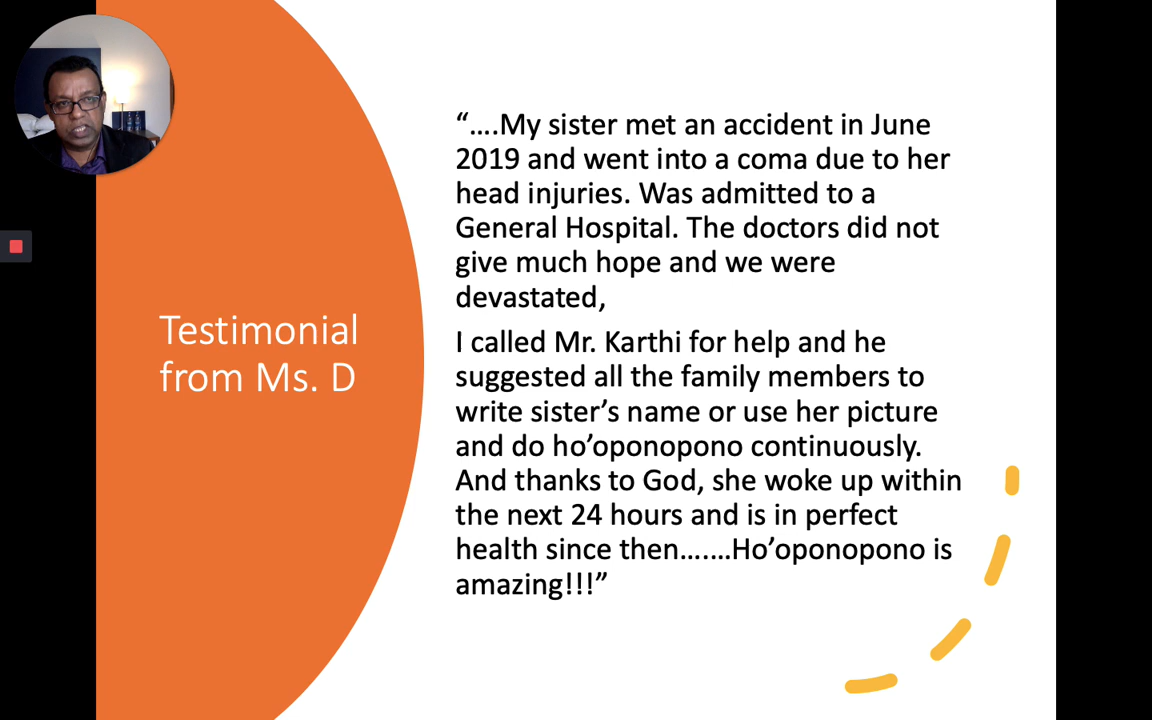 Testimonial
from Ms. D
“....My sister met an accident in June
2019 and went into a coma due to her
head injuries. Was admitted to a
General Hospital. The doctors did not
give much hope and we were
devastated,
I called Mr. Karthi for help and he
suggested all the family members to
write sister’s name or use her picture
and do ho’oponopono continuously.
And thanks to God, she woke up within
the next 24 hours and is in perfect
health since then.......Ho’oponopono is
amazing!!!”